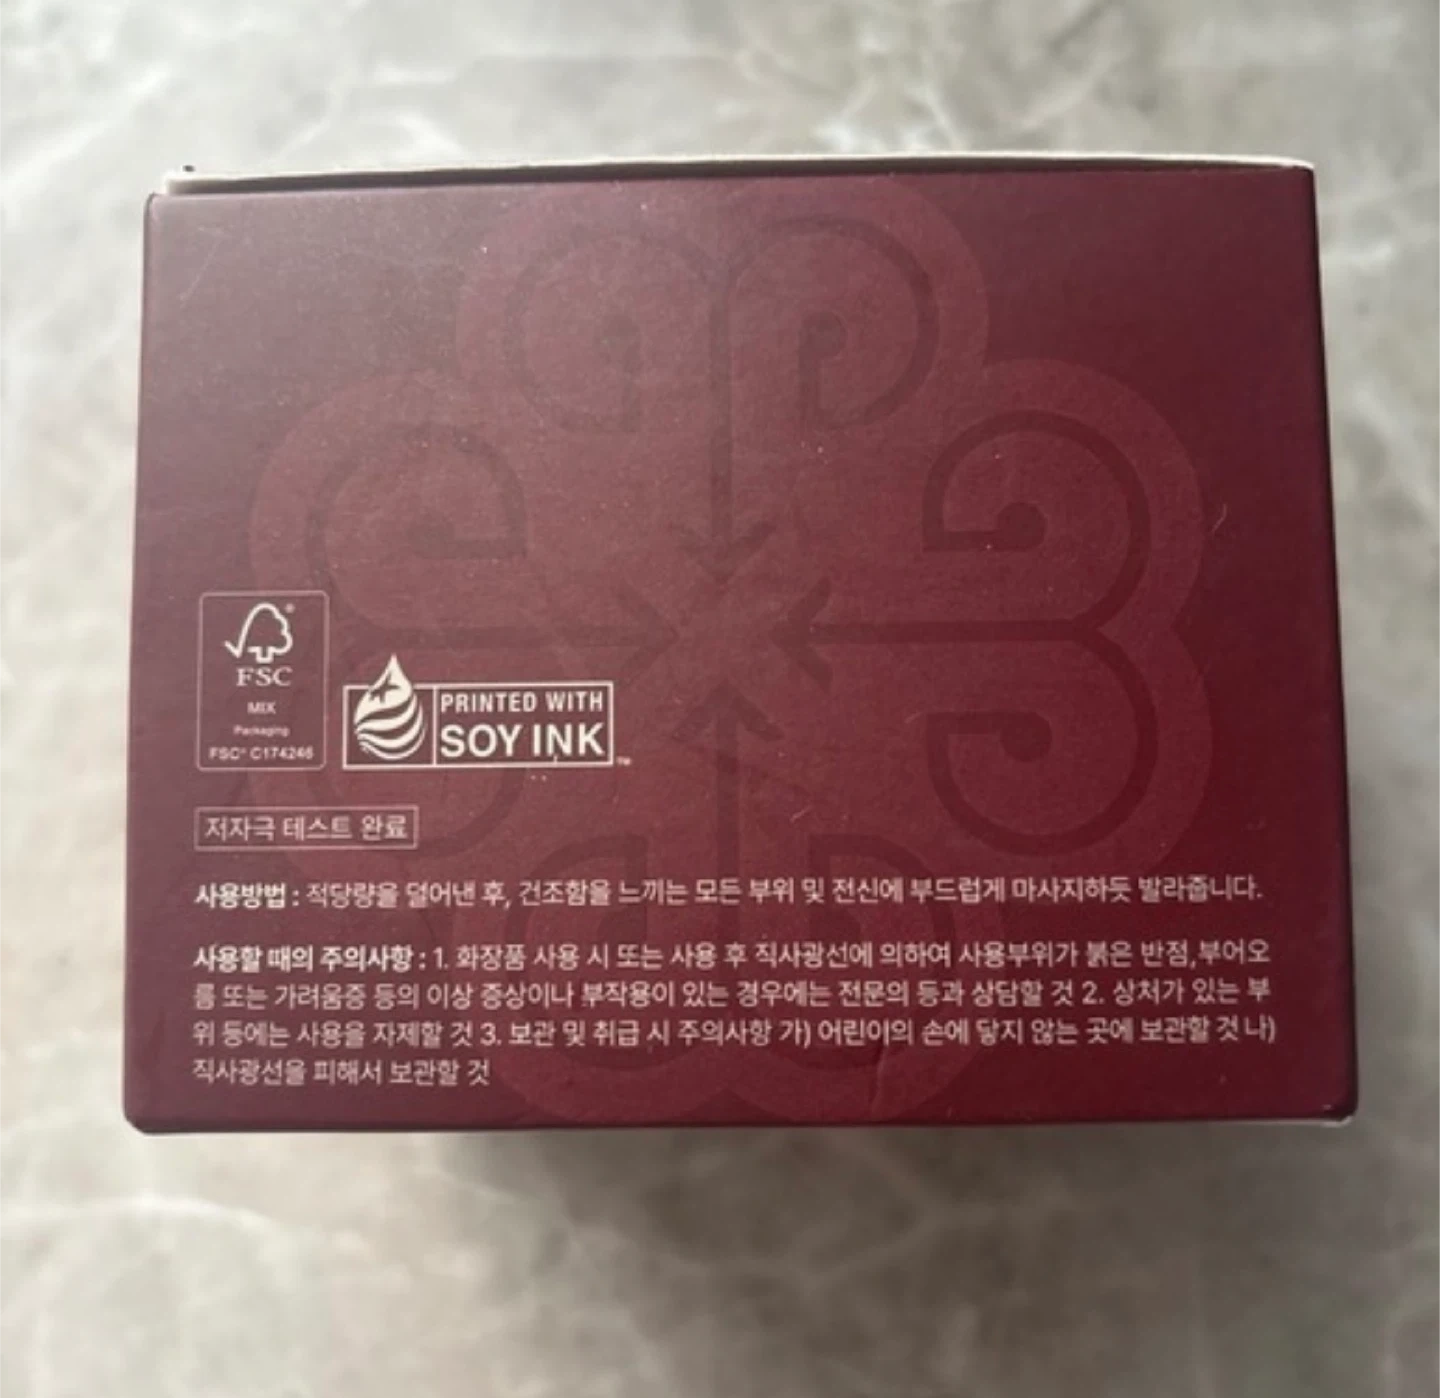 FSC®
MIX
Packaging
FSC® C174246
PRINTED WITH
SOY INK™
저자극 테스트 완료
사용방법 : 적당량을 덜어낸 후, 건조함을 느끼는 모든 부위 및 전신에 부드럽게 마사지하듯 발라줍니다.
사용할 때의 주의사항 : 1. 화장품 사용 시 또는 사용 후 직사광선에 의하여 사용부위가 붉은 반점,부어오
름 또는 가려움증 등의 이상 증상이나 부작용이 있는 경우에는 전문의 등과 상담할 것 2. 상처가 있는 부
위 등에는 사용을 자제할 것 3. 보관 및 취급 시 주의사항 가) 어린이의 손에 닿지 않는 곳에 보관할 것 나)
직사광선을 피해서 보관할 것